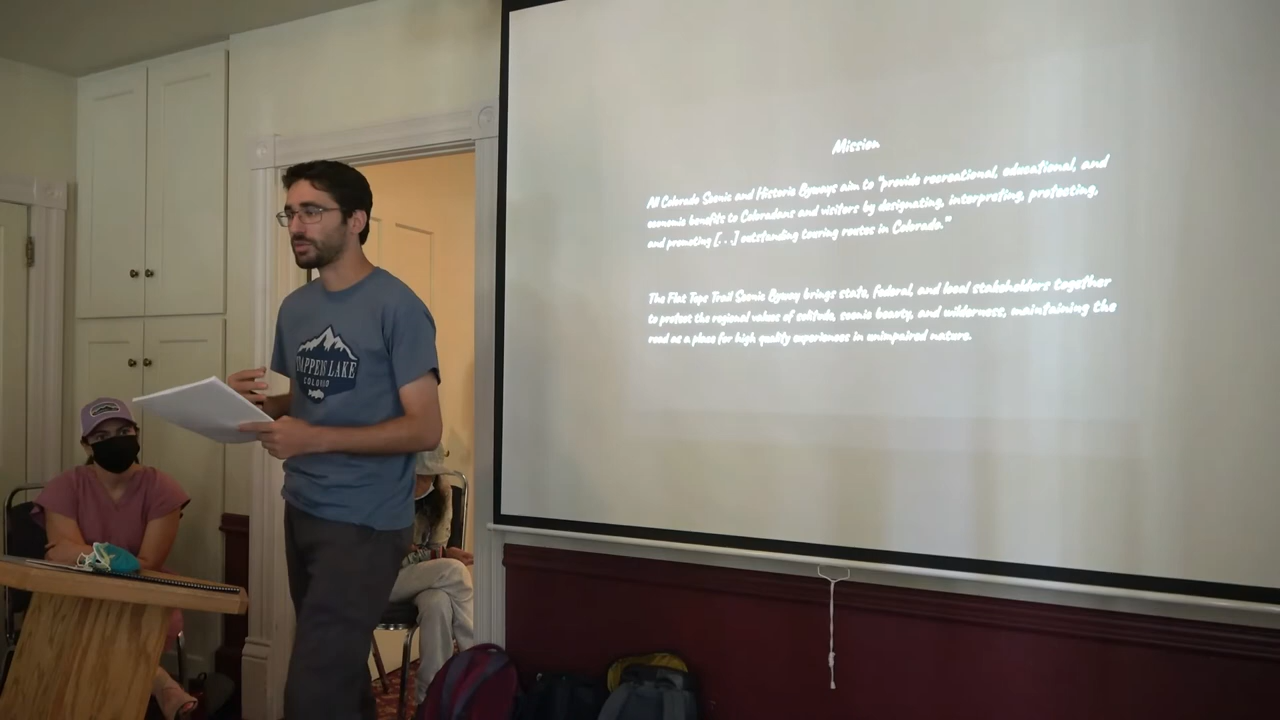 Mission
All Colorado Scenic and Historic Byways aim to "provide recreational, educational, and
economic benefits to Coloradans and visitors by designating, interpreting, protecting,
and promoting [...] outstanding touring routes in Colorado."
The Flat Tops Trail Scenic Byway brings state, federal, and local stakeholders together
to protect the regional values of solitude, scenic beauty, and wilderness, maintaining the
road as a place for high quality experiences in unimpaired nature.
TRAPPERS LAKE
COLORADO